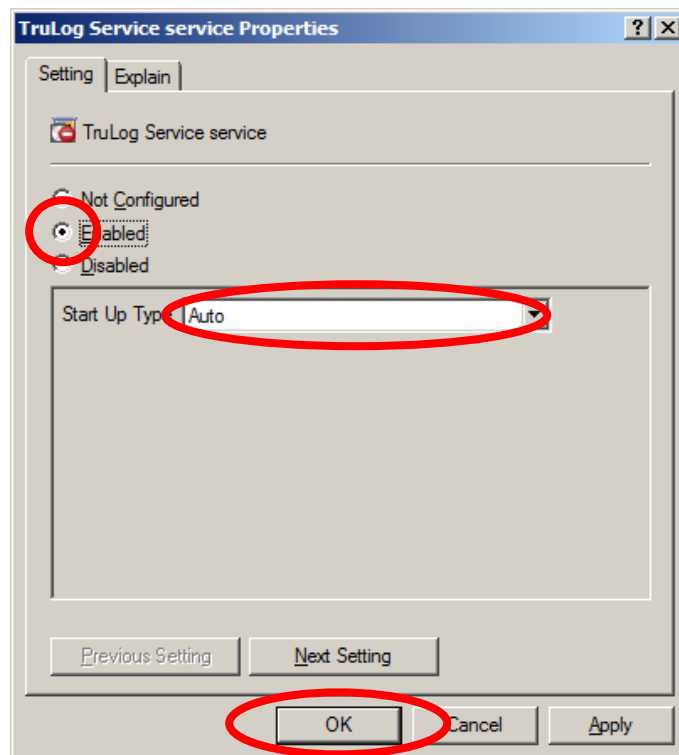 TruLog Service service Properties
Setting Explain
TruLog Service service
Not Configured
Enabled
Disabled
Start Up Type Auto
Previous Setting Next Setting
OK Cancel Apply